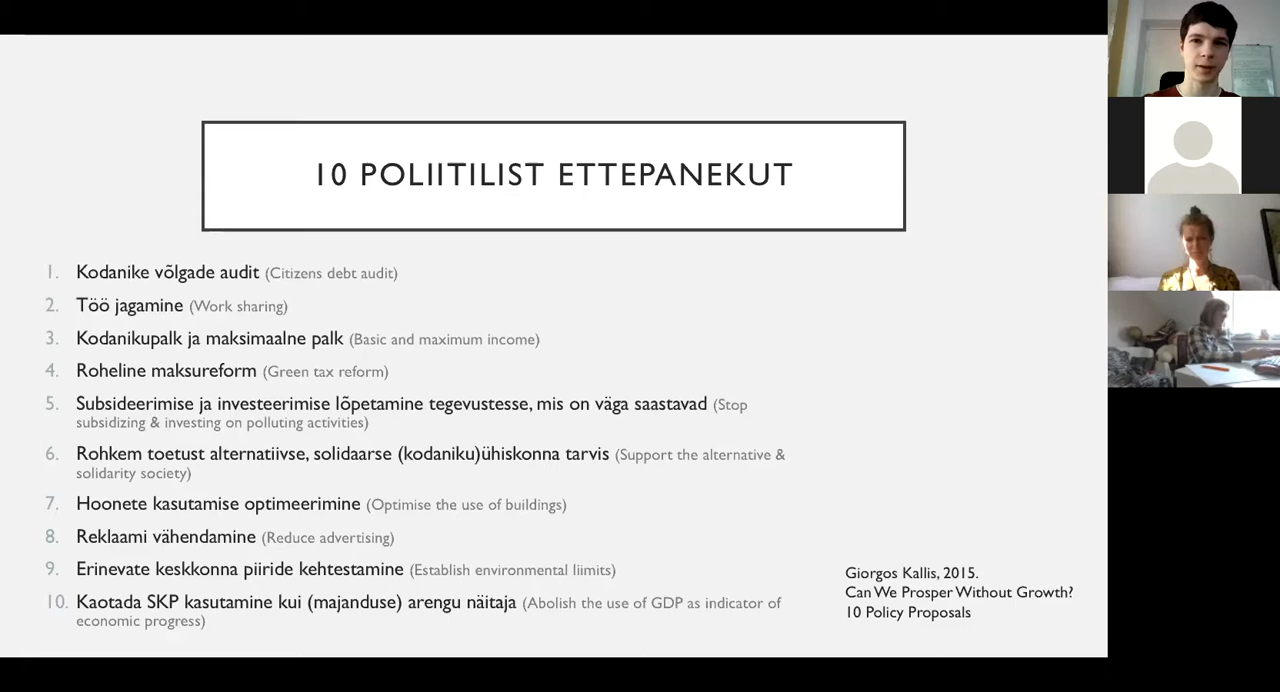 10 POLIITILIST ETTEPANEKUT
1. Kodanike võlgade audit (Citizens debt audit)
2. Töö jagamine (Work sharing)
3. Kodanikupalk ja maksimaalne palk (Basic and maximum income)
4. Roheline maksureform (Green tax reform)
5. Subsideerimise ja investeerimise lõpetamine tegevustesse, mis on väga saastavad (Stop
subsidizing & investing on polluting activities)
6. Rohkem toetust alternatiivse, solidaarse (kodaniku)ühiskonna tarvis (Support the alternative &
solidarity society)
7. Hoonete kasutamise optimeerimine (Optimise the use of buildings)
8. Reklaami vähendamine (Reduce advertising)
9. Erinevate keskkonna piiride kehtestamine (Establish environmental liimits)
10. Kaotada SKP kasutamine kui (majanduse) arengu näitaja (Abolish the use of GDP as indicator of
economic progress)
Giorgos Kallis, 2015.
Can We Prosper Without Growth?
10 Policy Proposals